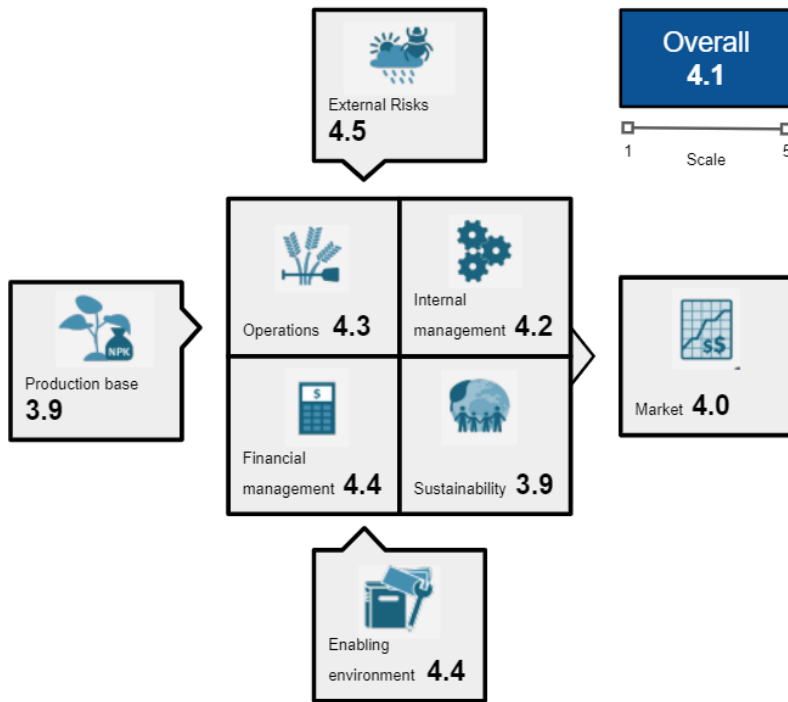 External Risks
4.5
Overall
4.1
1
5
Scale
Operations 4.3
Internal
management 4.2
NPK
Production base
3.9
$
Financial
management 4.4
Sustainability 3.9
S$
Market 4.0
Enabling
environment 4.4